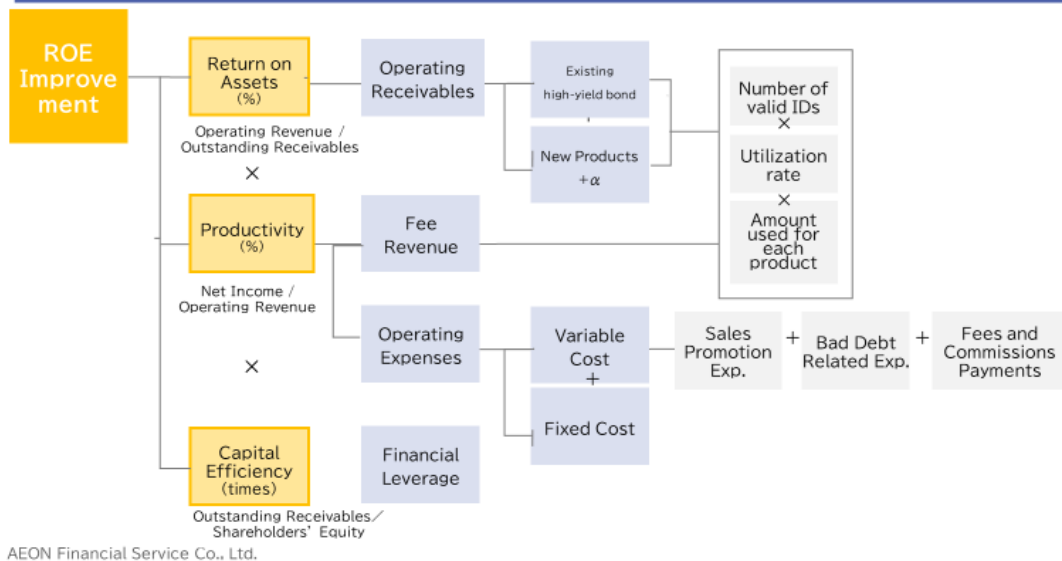 ROE
Improve
ment
Return on
Assets
(%)
Operating Revenue /
Outstanding Receivables
×
Productivity
(%)
Net Income /
Operating Revenue
×
Capital
Efficiency
(times)
Outstanding Receivables／
Shareholders’ Equity
Operating
Receivables
Fee
Revenue
Operating
Expenses
Financial
Leverage
Existing
high-yield bond
+
New Products
+α
Variable
Cost
+
Fixed Cost
Number of
valid IDs
×
Utilization
rate
×
Amount
used for
each
product
Sales
Promotion
Exp.
+
Bad Debt
Related Exp.
+
Fees and
Commissions
Payments
AEON Financial Service Co., Ltd.